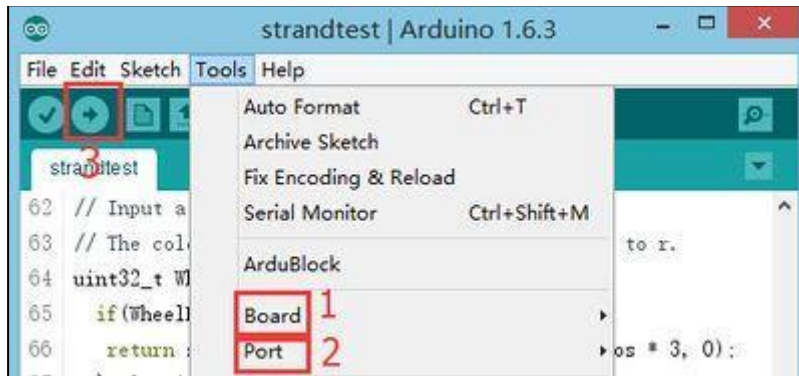 strandtest | Arduino 1.6.3
File Edit Sketch Tools Help
Auto Format Ctrl+T
Archive Sketch
3
strandtest
Fix Encoding & Reload
62 // Input a
Serial Monitor Ctrl+Shift+M
63 // The col
to r.
ArduBlock
64 uint32_t
65 if(Wheel
Board 1
66 return
Port 2
os * 3, 0);